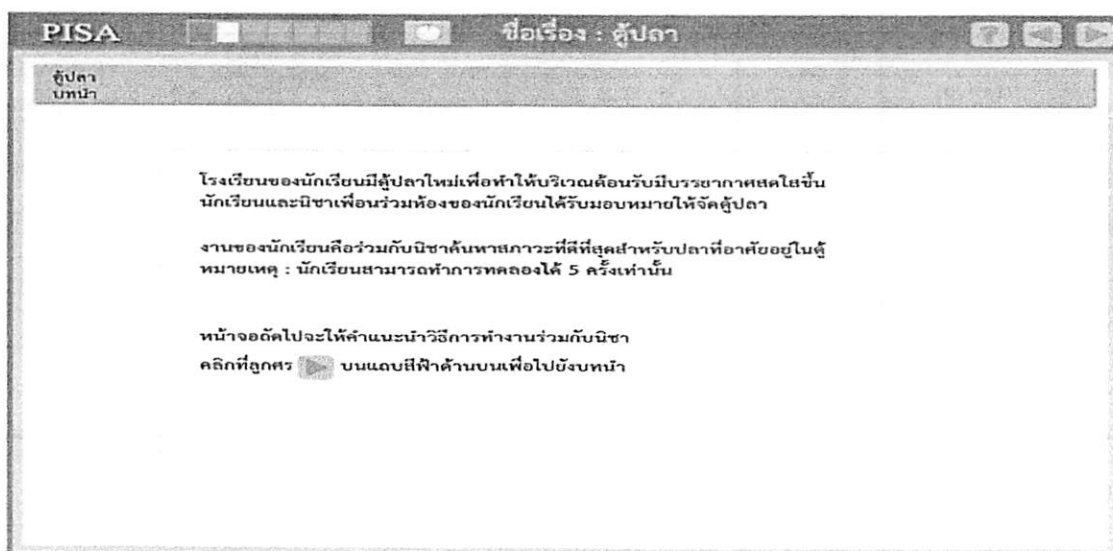 PISA
ชื่อเรื่อง : ตู้ปลา
?
ตู้ปลา
บทนำ
โรงเรียนของนักเรียนมีตู้ปลาใหม่เพื่อทำให้บริเวณต้อนรับมีบรรยากาศสดใสขึ้น
นักเรียนและนิชาเพื่อนร่วมห้องของนักเรียนได้รับมอบหมายให้จัดตู้ปลา
งานของนักเรียนคือร่วมกับนิชาค้นหาสภาวะที่ดีที่สุดสำหรับปลาที่อาศัยอยู่ในตู้
หมายเหตุ : นักเรียนสามารถทำการทดลองได้ 5 ครั้งเท่านั้น
หน้าจอถัดไปจะให้คำแนะนำวิธีการทำงานร่วมกับนิชา
คลิกที่ลูกศร บนแถบสีฟ้าด้านบนเพื่อไปยังบทนำ